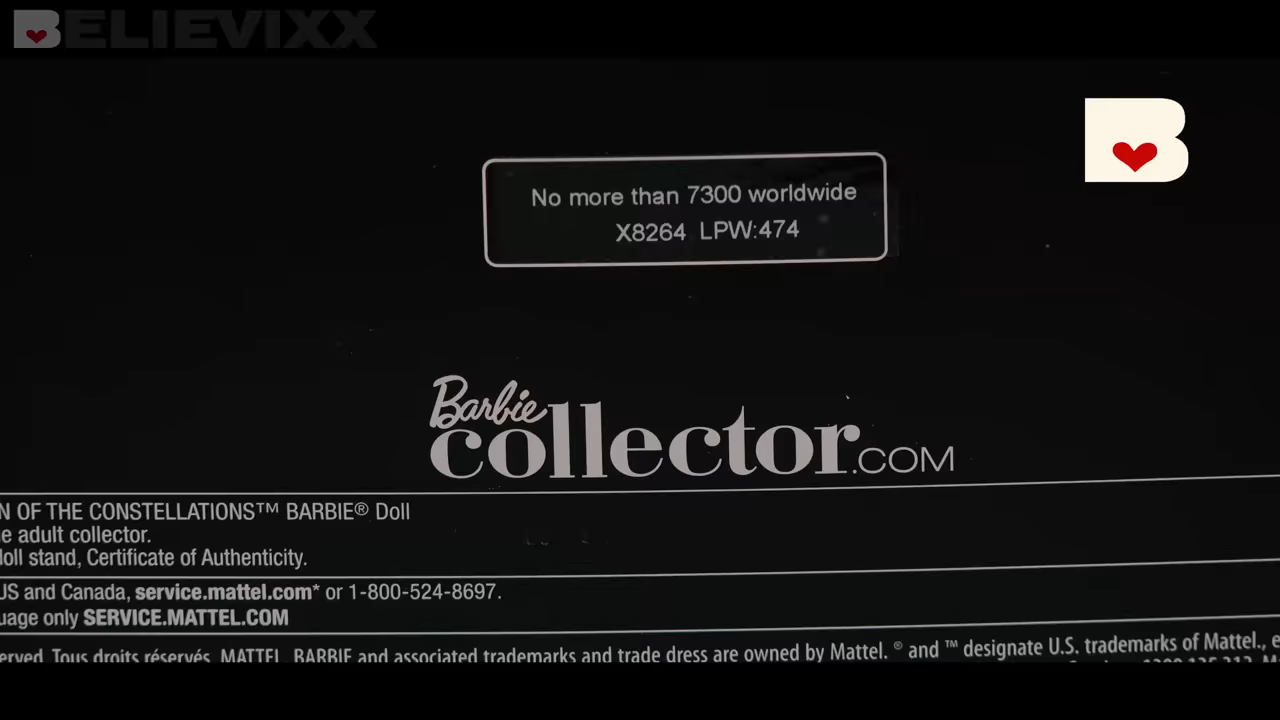 BELIEVIXX
B
No more than 7300 worldwide
X8264 LPW:474
Barbie
collector.COM
N OF THE CONSTELLATIONS™ BARBIE® Doll
e adult collector.
doll stand, Certificate of Authenticity.
US and Canada, service.mattel.com* or 1-800-524-8697.
uage only SERVICE.MATTEL.COM
erved. Tous droits réservés. MATTEL, BARBIE and associated trademarks and trade dress are owned by Mattel. ® and ™ designate U.S. trademarks of Mattel., e